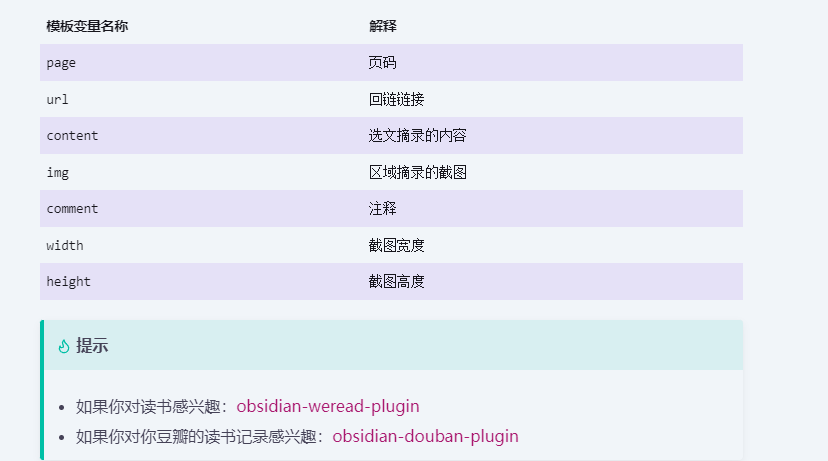 模板变量名称 解释
page 页码
url 回链链接
content 选文摘录的内容
img 区域摘录的截图
comment 注释
width 截图宽度
height 截图高度
提示
如果你对读书感兴趣：obsidian-weread-plugin
如果你对你豆瓣的读书记录感兴趣：obsidian-douban-plugin